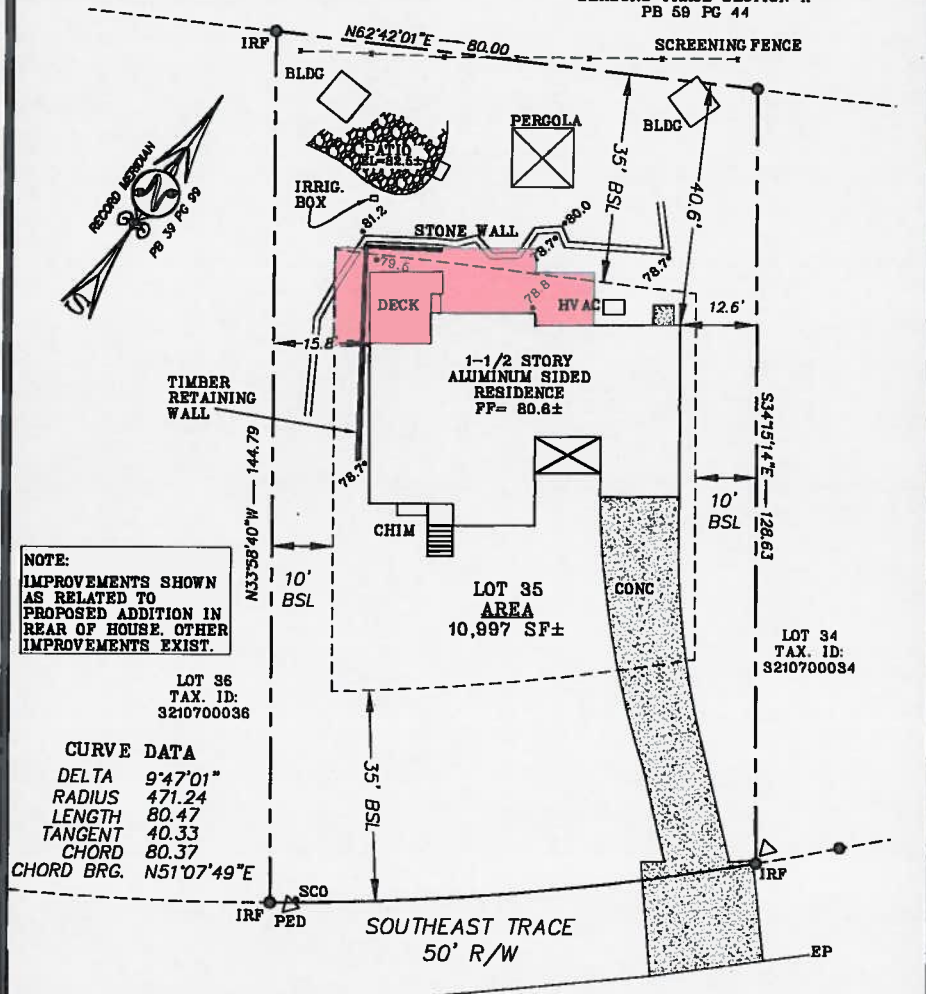 PB 59 PG 44
IRF
N62°42'01"E
80.00
SCREENING FENCE
BLDG
BLDG
PERGOLA
PATIO
EL=82.5±
35' BSL
40.6'
IRRIG.
BOX
RECORD MERIDIAN
PB 39 PG 99
N
81.2
STONE WALL
80.0
78.7
78.7
79.6
78.8
DECK
HVAC
12.6'
15.8'
1-1/2 STORY
ALUMINUM SIDED
RESIDENCE
FF= 80.6±
TIMBER
RETAINING
WALL
78.7
N33°58'40"W — 144.79
S34°15'14"E — 128.63
10'
BSL
CHIM
NOTE:
IMPROVEMENTS SHOWN
AS RELATED TO
PROPOSED ADDITION IN
REAR OF HOUSE. OTHER
IMPROVEMENTS EXIST.
10'
BSL
LOT 35
AREA
10,997 SF±
CONC
LOT 34
TAX. ID:
3210700034
LOT 36
TAX. ID:
3210700036
35' BSL
CURVE DATA
DELTA 9°47'01"
RADIUS 471.24
LENGTH 80.47
TANGENT 40.33
CHORD 80.37
CHORD BRG. N51°07'49"E
IRF
SCO
PED
IRF
SOUTHEAST TRACE
50' R/W
EP